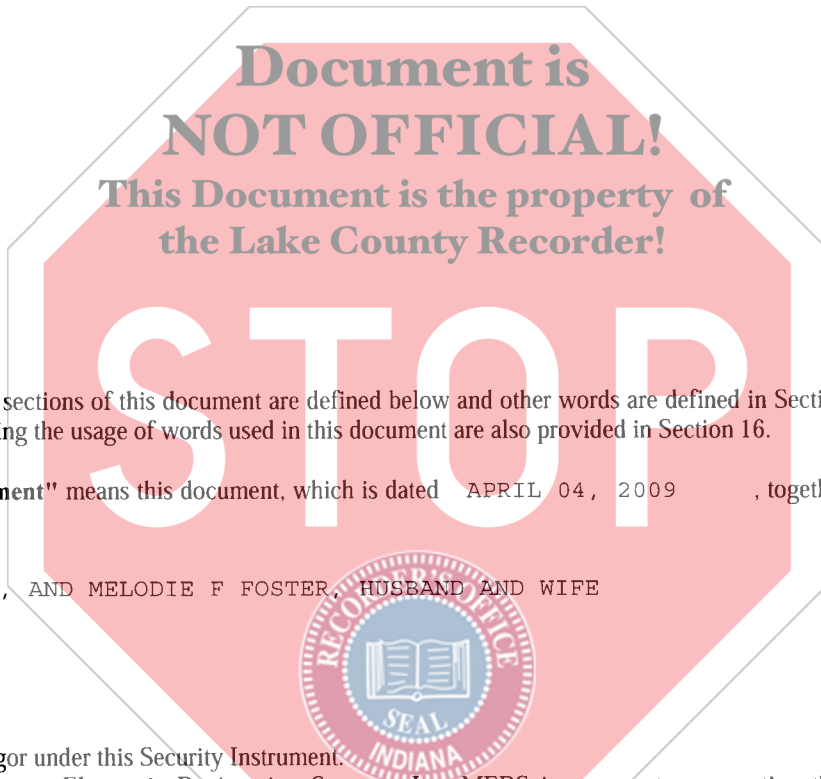 Document is
NOT OFFICIAL!
This Document is the property of
the Lake County Recorder!
STOP
sections of this document are defined below and other words are defined in Secti
ing the usage of words used in this document are also provided in Section 16.
ment" means this document, which is dated APRIL 04, 2009 , togeth
, AND MELODIE F FOSTER, HUSBAND AND WIFE
RECORDER'S OFFICE
SEAL
INDIANA
gor under this Security Instrument.